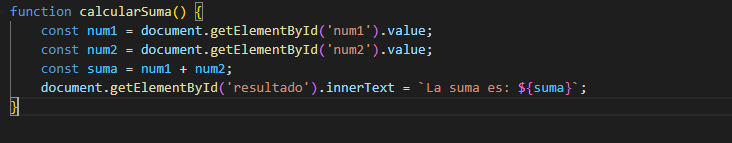 function calcularSuma() {
    const num1 = document.getElementById('num1').value;
    const num2 = document.getElementById('num2').value;
    const suma = num1 + num2;
    document.getElementById('resultado').innerText = `La suma es: ${suma}`;
}